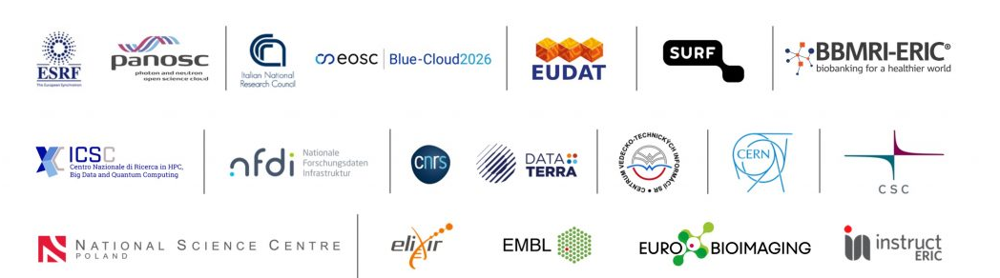 ESRF
The European Synchrotron
panosc
photon and neutron
open science cloud
Italian National
Research Council
eosc
Blue-Cloud2026
EUDAT
SURF
BBMRI-ERIC®
biobanking for a healthier world
ICSC
Centro Nazionale di Ricerca in HPC,
Big Data and Quantum Computing
nfdi
Nationale
Forschungsdaten
Infrastruktur
cnrs
DATA
TERRA
CENTRUM VEDECKO-TECHNICKÝCH INFORMÁCIÍ SR
CERN
CSC
NATIONAL SCIENCE CENTRE
POLAND
elixir
EMBL
EURO BIOIMAGING
instruct
ERIC